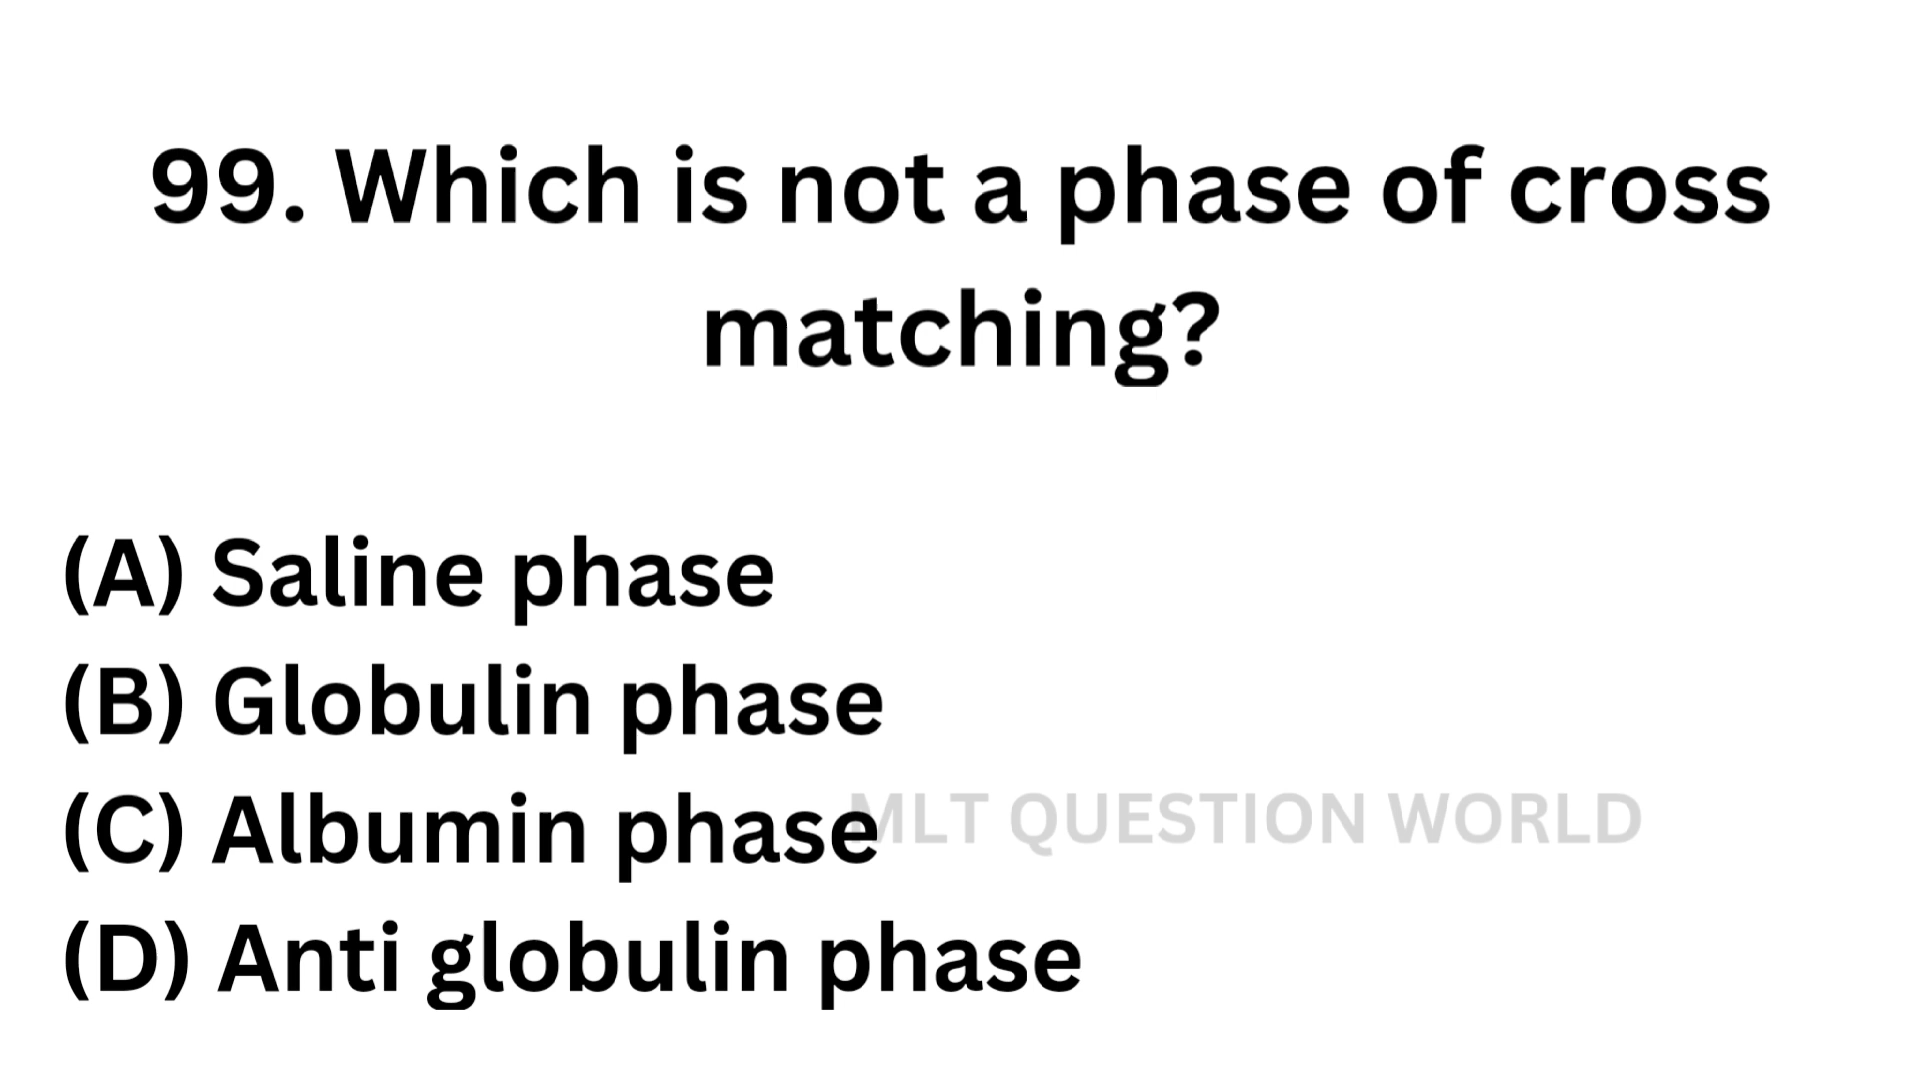 99. Which is not a phase of cross
matching?
(A) Saline phase
(B) Globulin phase
(C) Albumin phase
MLT QUESTION WORLD
(D) Anti globulin phase